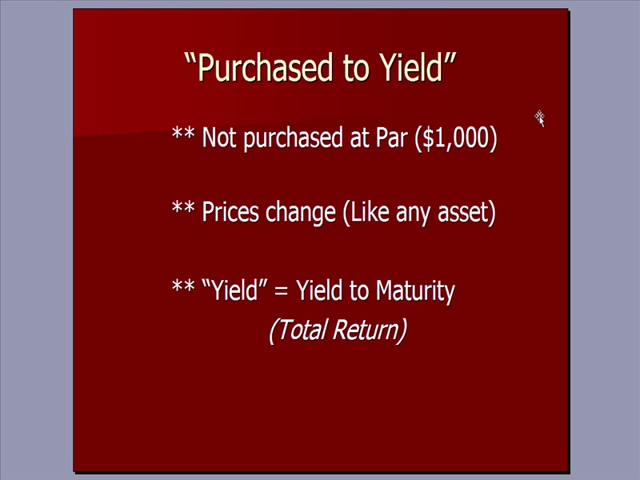 “Purchased to Yield”
** Not purchased at Par ($1,000)
** Prices change (Like any asset)
** “Yield” = Yield to Maturity
(Total Return)